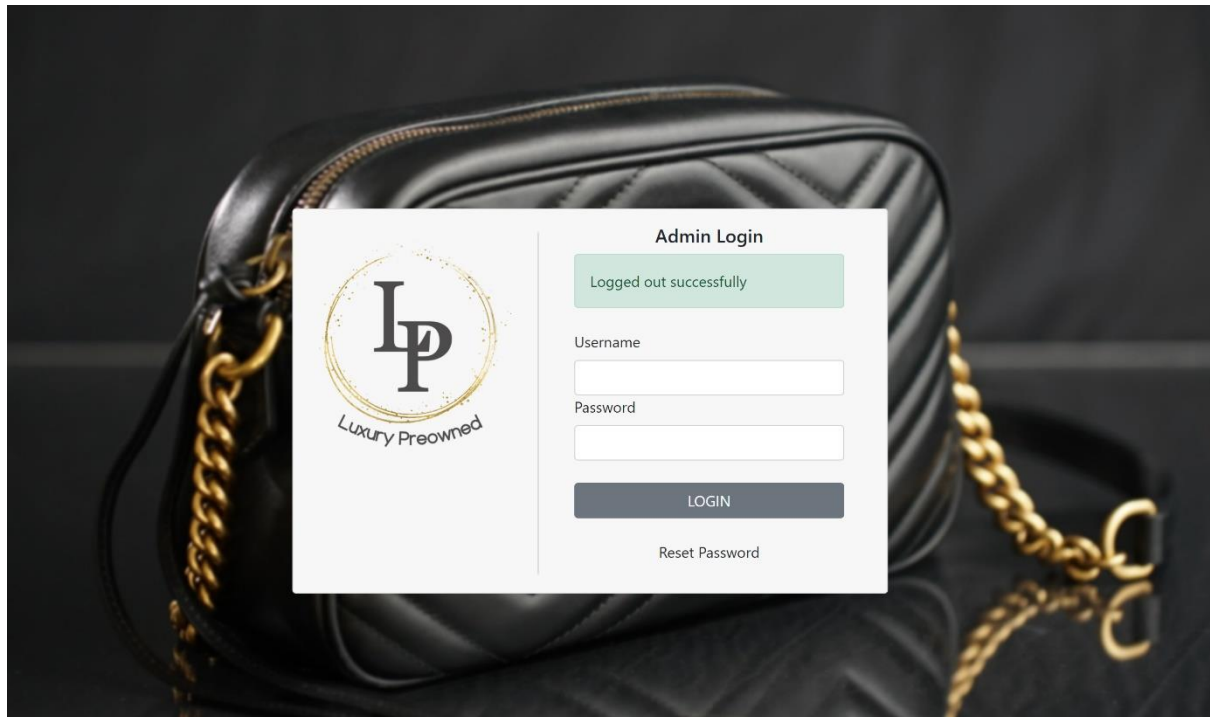 LP
Luxury Preowned
Admin Login
Logged out successfully
Username
Password
LOGIN
Reset Password